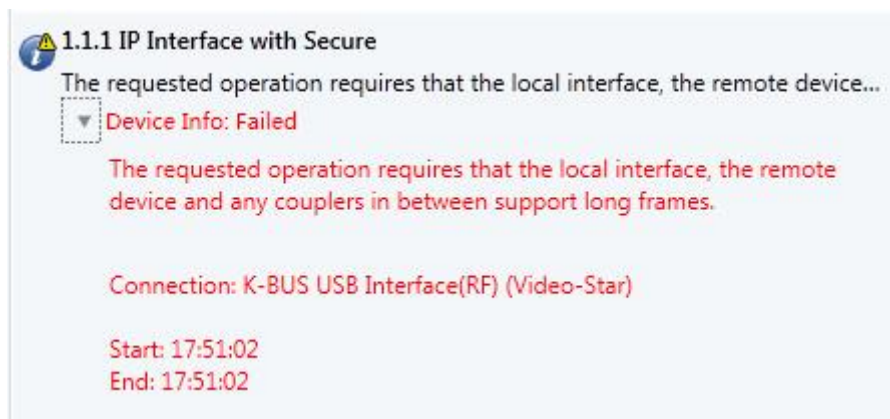 1.1.1 IP Interface with Secure
The requested operation requires that the local interface, the remote device...
Device Info: Failed
The requested operation requires that the local interface, the remote
device and any couplers in between support long frames.
Connection: K-BUS USB Interface(RF) (Video-Star)
Start: 17:51:02
End: 17:51:02